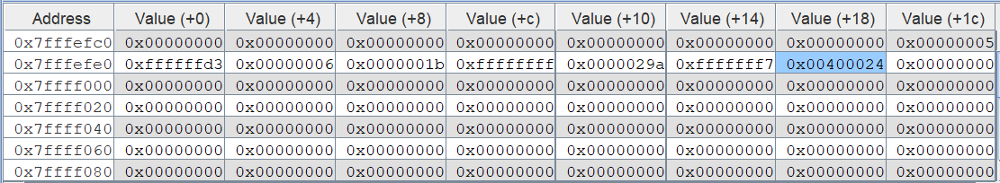 Address Value (+0) Value (+4) Value (+8) Value (+c) Value (+10) Value (+14) Value (+18) Value (+1c)
0x7fffefc0 0x00000000 0x00000000 0x00000000 0x00000000 0x00000000 0x00000000 0x00000000 0x00000005
0x7fffefe0 0xffffffd3 0x00000006 0x0000001b 0xffffffff 0x0000029a 0xfffffff7 0x00400024 0x00000000
0x7ffff000 0x00000000 0x00000000 0x00000000 0x00000000 0x00000000 0x00000000 0x00000000 0x00000000
0x7ffff020 0x00000000 0x00000000 0x00000000 0x00000000 0x00000000 0x00000000 0x00000000 0x00000000
0x7ffff040 0x00000000 0x00000000 0x00000000 0x00000000 0x00000000 0x00000000 0x00000000 0x00000000
0x7ffff060 0x00000000 0x00000000 0x00000000 0x00000000 0x00000000 0x00000000 0x00000000 0x00000000
0x7ffff080 0x00000000 0x00000000 0x00000000 0x00000000 0x00000000 0x00000000 0x00000000 0x00000000